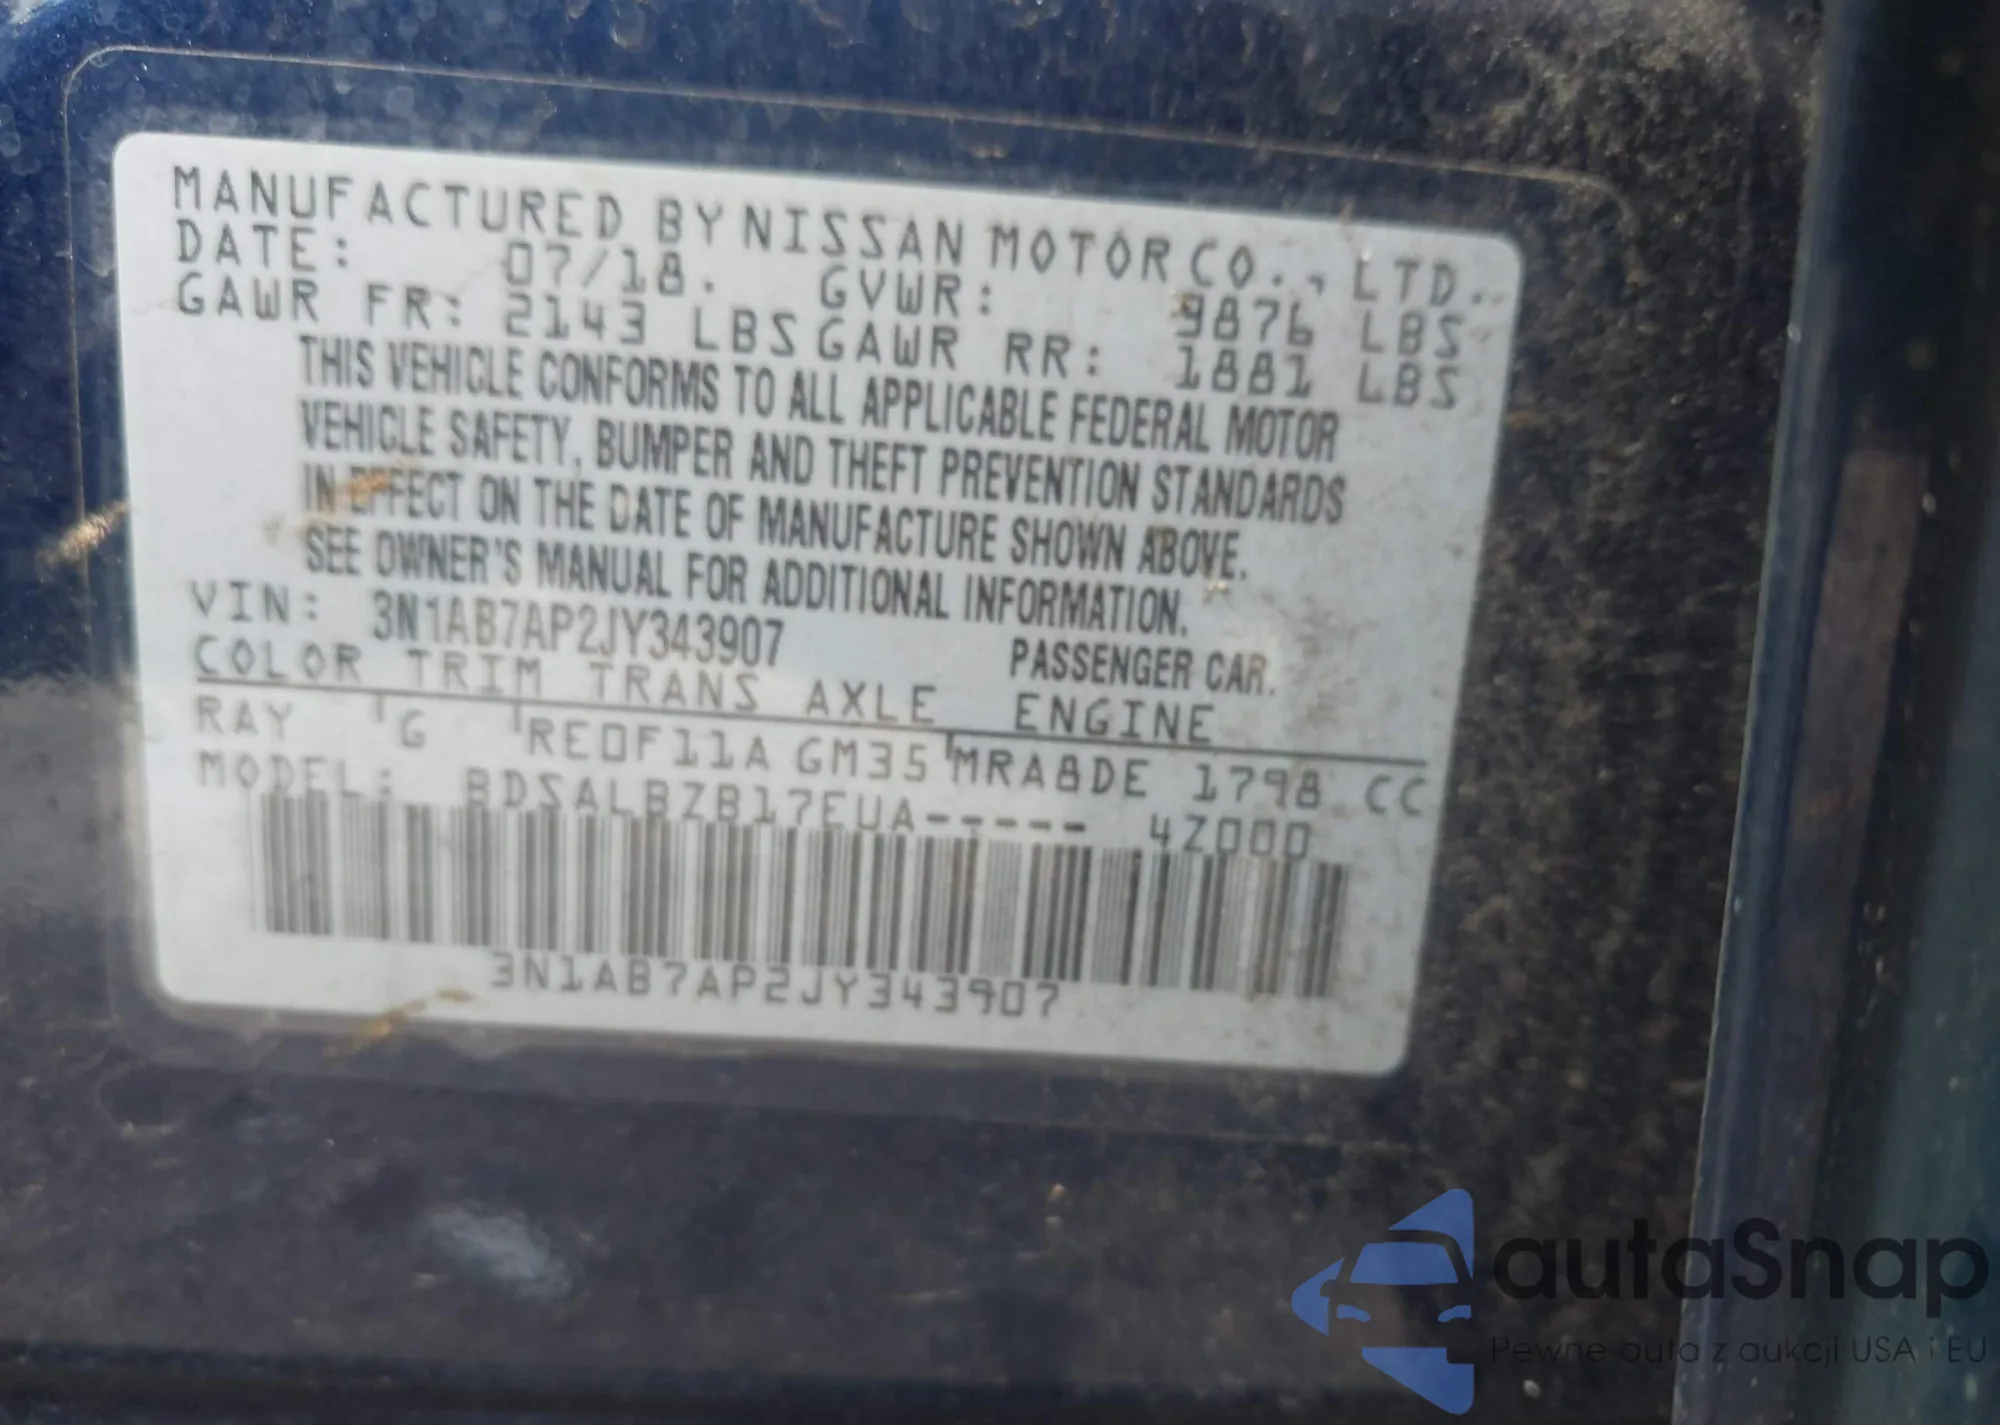 MANUFACTURED BY NISSAN MOTOR CO., LTD.
DATE: 07/18. GVWR: 3876 LBS
GAWR FR: 2143 LBS GAWR RR: 1881 LBS
THIS VEHICLE CONFORMS TO ALL APPLICABLE FEDERAL MOTOR
VEHICLE SAFETY, BUMPER AND THEFT PREVENTION STANDARDS
IN EFFECT ON THE DATE OF MANUFACTURE SHOWN ABOVE.
SEE OWNER'S MANUAL FOR ADDITIONAL INFORMATION.
VIN: 3N1AB7AP2JY343907 PASSENGER CAR.
COLOR TRIM TRANS AXLE ENGINE
RAY G RE0F11A GM35 MRA8DE 1798 CC
MODEL: BDSALBZB17EUA----- 4Z000
3N1AB7AP2JY343907
autaSnap
Pewne auta z aukcji USA i EU